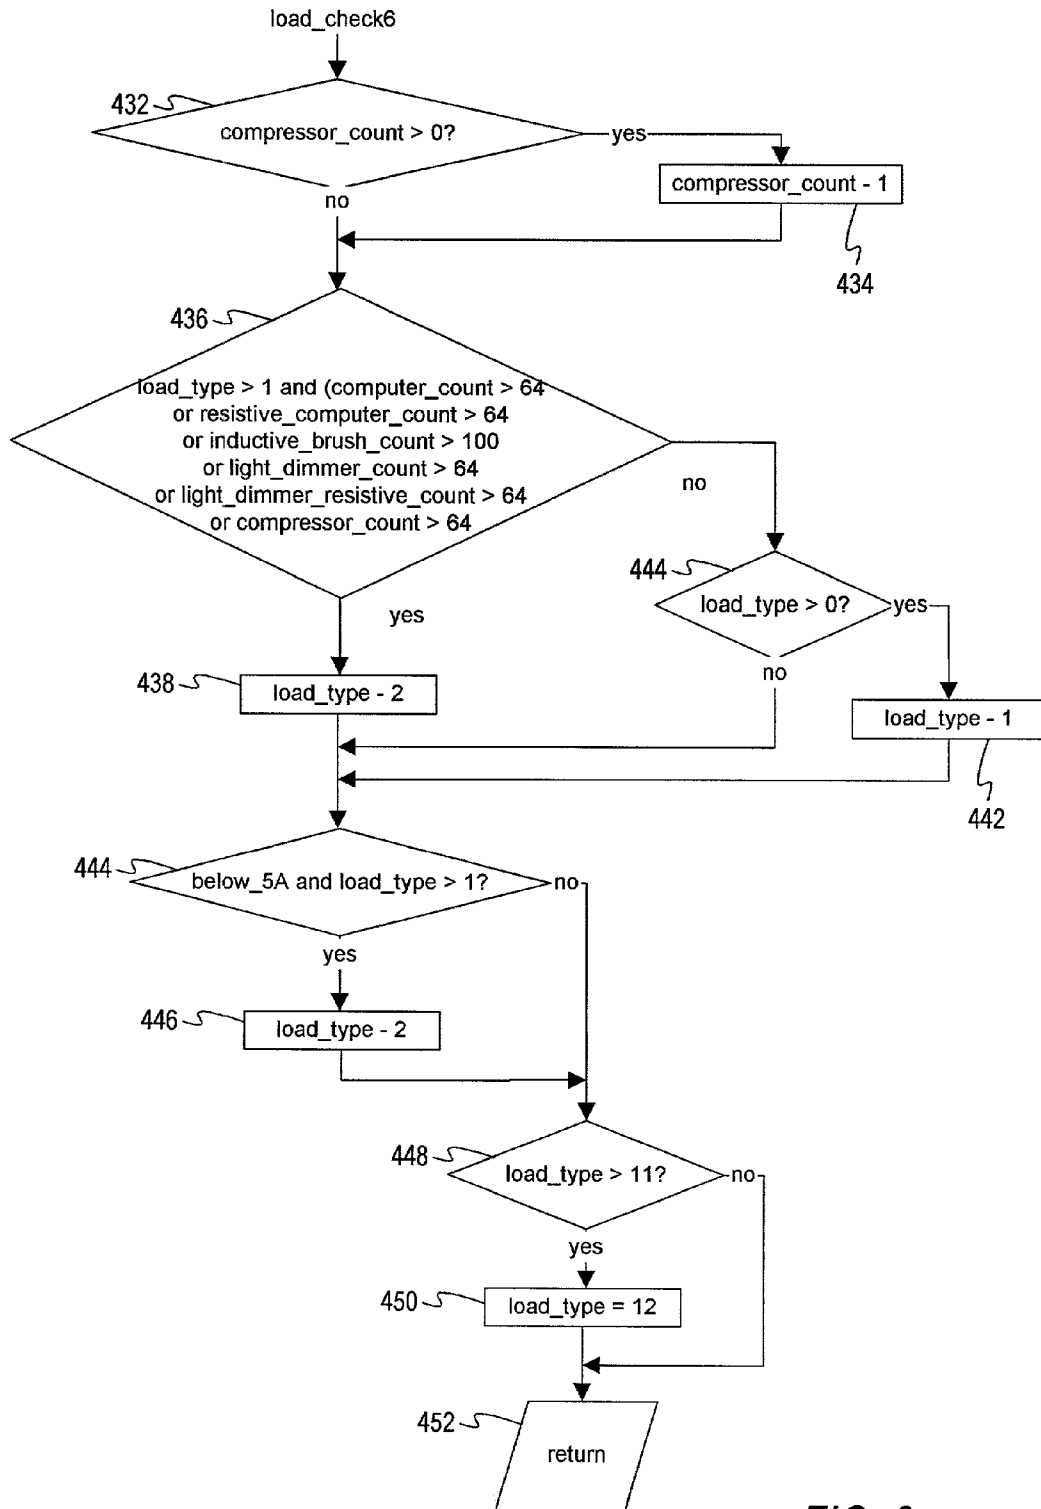 load_check6
432
compressor_count > 0?
yes
compressor_count - 1
no
434
436
load_type > 1 and (computer_count > 64
or resistive_computer_count > 64
or inductive_brush_count > 100
or light_dimmer_count > 64
or light_dimmer_resistive_count > 64
or compressor_count > 64
no
444
load_type > 0?
yes
yes
no
438
load_type - 2
load_type - 1
442
444
below_5A and load_type > 1?
no
yes
446
load_type - 2
448
load_type > 11?
no
yes
450
load_type = 12
452
return